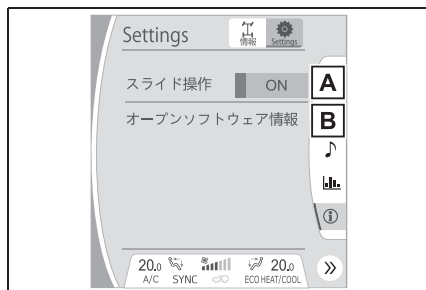 Settings
情報
Settings
スライド操作
ON
A
オープンソフトウェア情報
B
20.0
20.0
A/C
SYNC
ECO HEAT/COOL